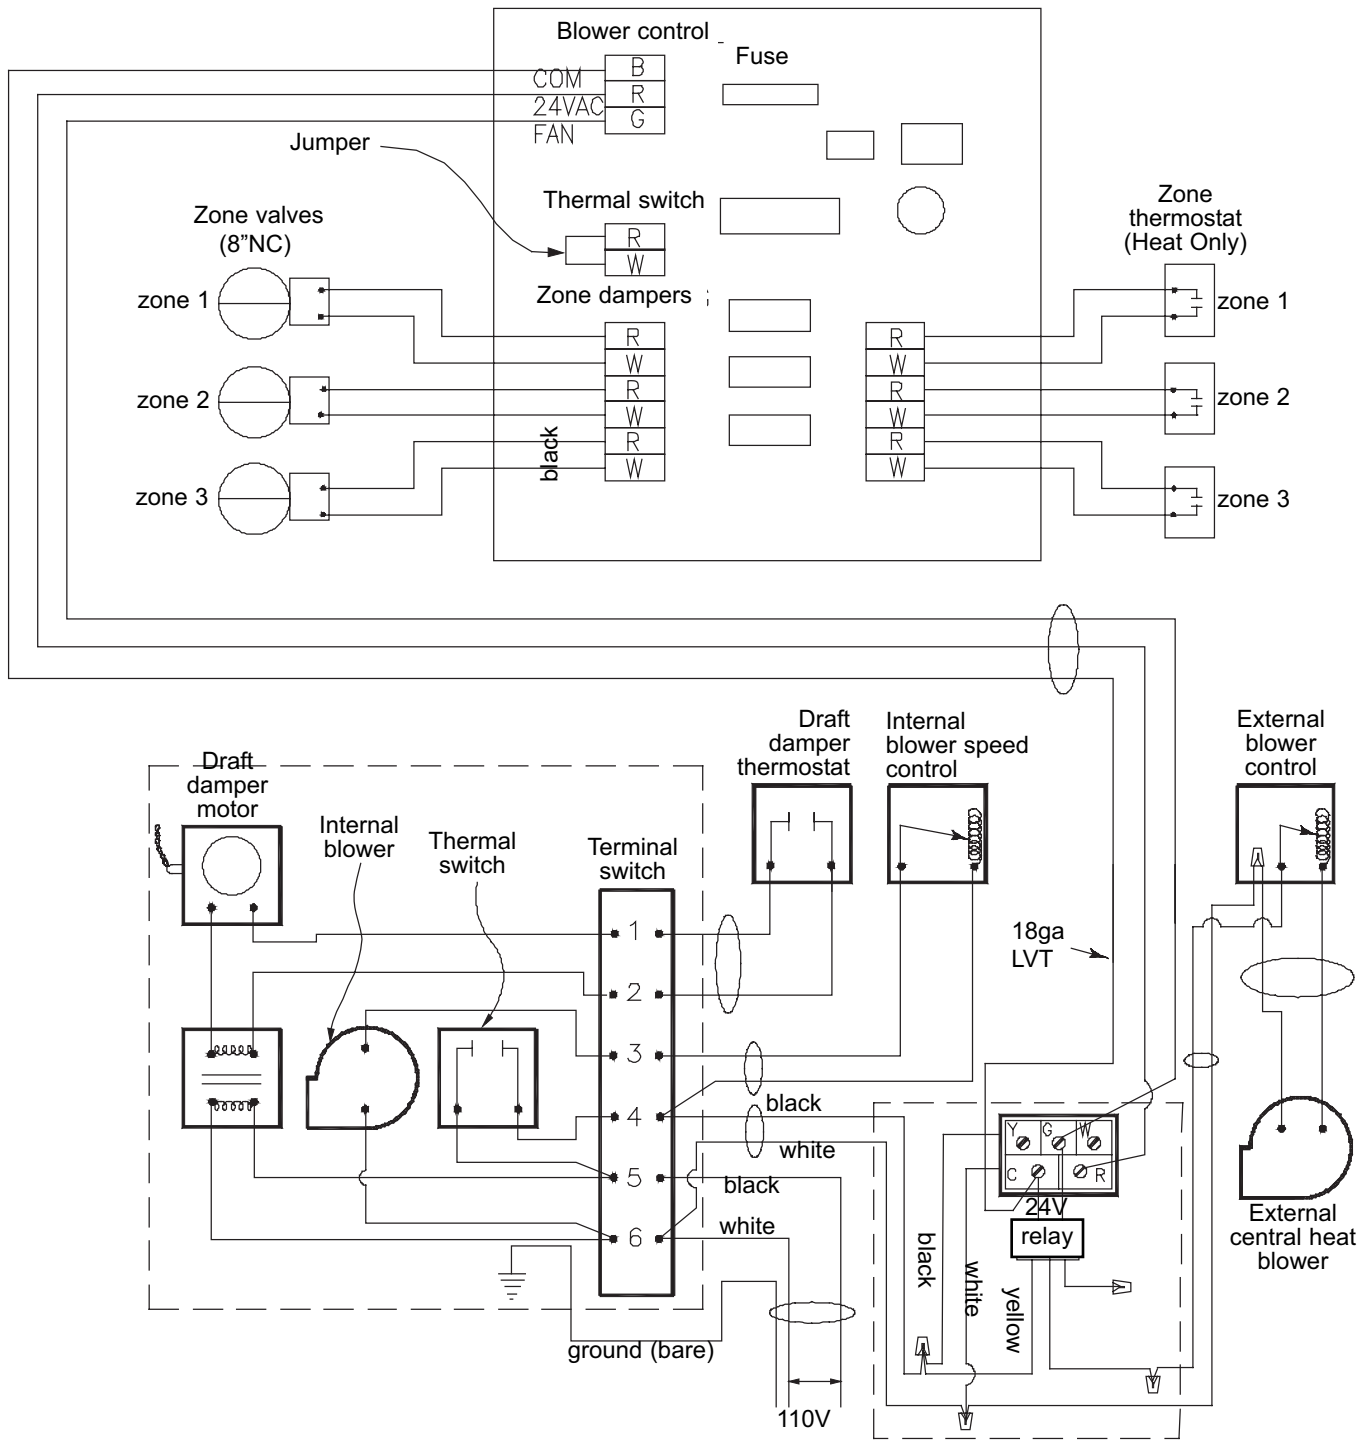 Blower control
Fuse
COM
B
24VAC
R
FAN
G
Jumper
Thermal switch
R
W
Zone valves
(8”NC)
Zone
thermostat
(Heat Only)
Zone dampers
zone 1
R
W
R
W
zone 1
zone 2
R
W
R
W
zone 2
zone 3
black
R
W
R
W
zone 3
Draft
damper
motor
Internal
blower
Thermal
switch
Terminal
switch
Draft
damper
thermostat
Internal
blower speed
control
External
blower
control
1
2
3
4
5
6
18ga
LVT
black
white
black
white
Y
G
W
C
R
24V
relay
black
white
yellow
External
central heat
blower
ground (bare)
110V